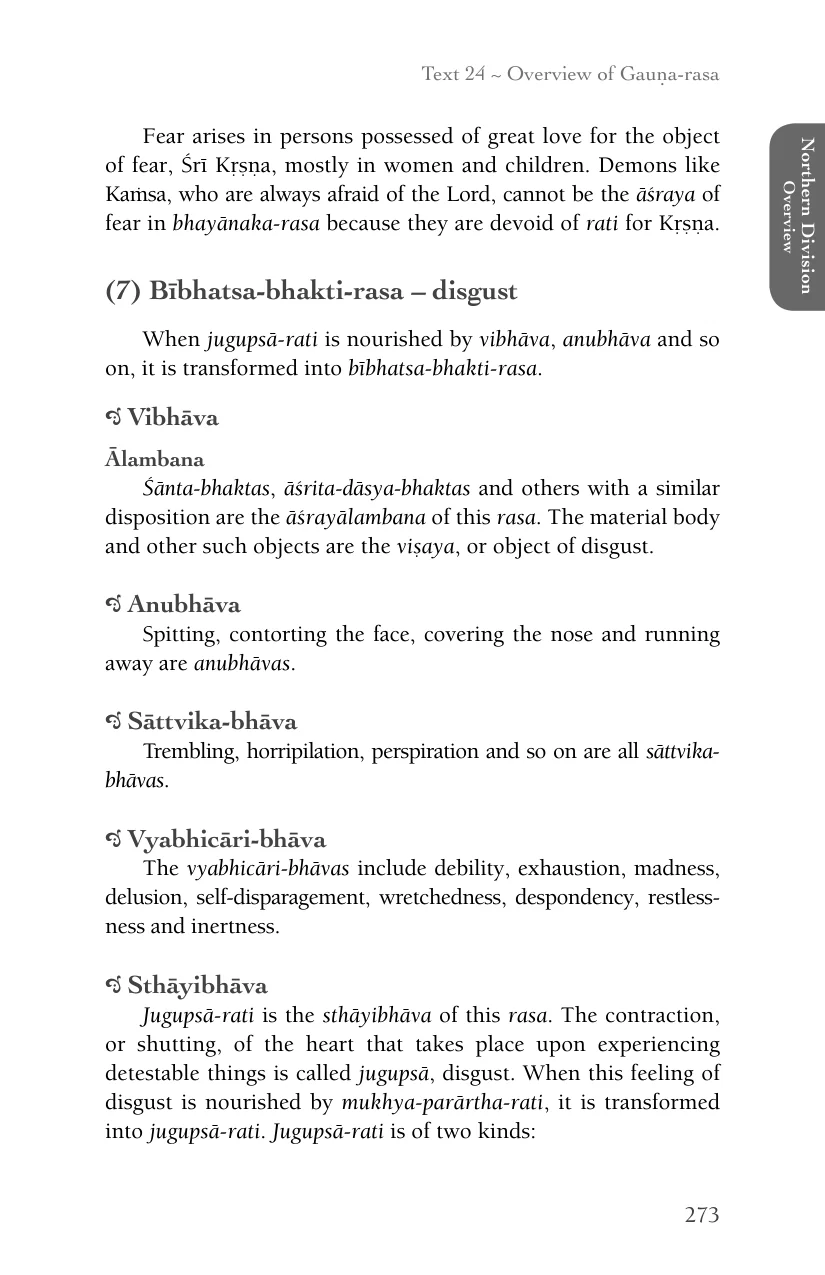 Text 24 ~ Overview of Gauṇa-rasa
Fear arises in persons possessed of great love for the object
of fear, Śrī Kṛṣṇa, mostly in women and children. Demons like
Kaṁsa, who are always afraid of the Lord, cannot be the āśraya of
fear in bhayānaka-rasa because they are devoid of rati for Kṛṣṇa.
Northern Division
Overview
(7) Bībhatsa-bhakti-rasa – disgust
When jugupsā-rati is nourished by vibhāva, anubhāva and so
on, it is transformed into bībhatsa-bhakti-rasa.
Vibhāva
Ālambana
Śānta-bhaktas, āśrita-dāsya-bhaktas and others with a similar
disposition are the āśrayālambana of this rasa. The material body
and other such objects are the viṣaya, or object of disgust.
Anubhāva
Spitting, contorting the face, covering the nose and running
away are anubhāvas.
Sāttvika-bhāva
Trembling, horripilation, perspiration and so on are all sāttvika-
bhāvas.
Vyabhicāri-bhāva
The vyabhicāri-bhāvas include debility, exhaustion, madness,
delusion, self-disparagement, wretchedness, despondency, restless-
ness and inertness.
Sthāyibhāva
Jugupsā-rati is the sthāyibhāva of this rasa. The contraction,
or shutting, of the heart that takes place upon experiencing
detestable things is called jugupsā, disgust. When this feeling of
disgust is nourished by mukhya-parārtha-rati, it is transformed
into jugupsā-rati. Jugupsā-rati is of two kinds:
273